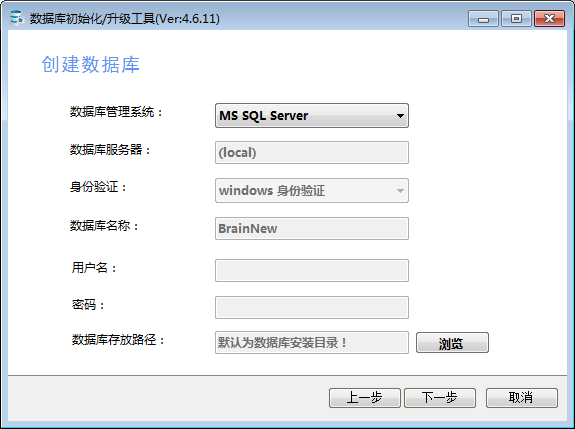 数据库初始化/升级工具(Ver:4.6.11)
创建数据库
数据库管理系统： MS SQL Server
数据库服务器： (local)
身份验证： windows 身份验证
数据库名称： BrainNew
用户名：
密码：
数据库存放路径： 默认为数据库安装目录！ 浏览
上一步 下一步 取消